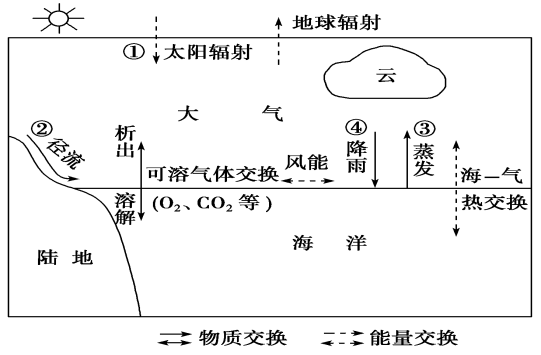 地球辐射
① 太阳辐射
云
大 气
② 径流
析出
④ 降雨
③ 蒸发
可溶气体交换
风能
海－气
溶解
(O₂、CO₂ 等)
热交换
陆 地
海 洋
物质交换
能量交换